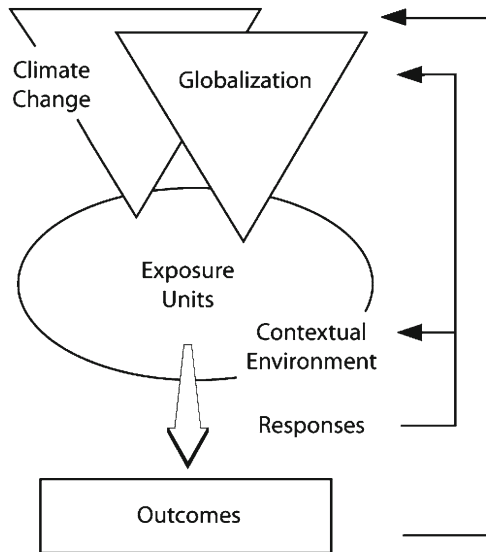 Climate
Change
Globalization
Exposure
Units
Contextual
Environment
Responses
Outcomes